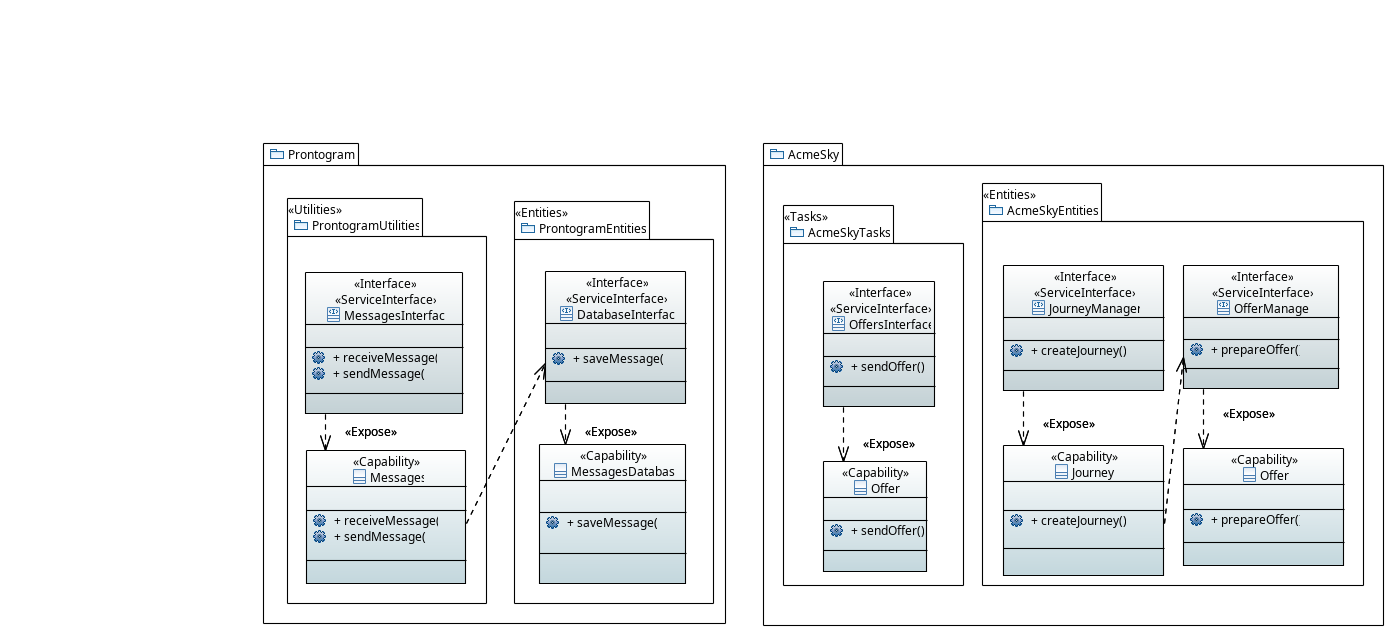 Prontogram
«Utilities»
ProntogramUtilities
«Interface»
«ServiceInterface›
MessagesInterfac
+ receiveMessage(
+ sendMessage(
«Expose»
«Capability»
Messages
+ receiveMessage(
+ sendMessage(
«Entities»
ProntogramEntities
«Interface»
«ServiceInterface›
DatabaseInterfac
+ saveMessage(
«Expose»
«Capability»
MessagesDatabas
+ saveMessage(
AcmeSky
«Tasks»
AcmeSkyTasks
«Interface»
«ServiceInterface›
OffersInterface
+ sendOffer()
«Expose»
«Capability»
Offer
+ sendOffer()
«Entities»
AcmeSkyEntities
«Interface»
«ServiceInterface›
JourneyManager
+ createJourney()
«Expose»
«Capability»
Journey
+ createJourney()
«Interface»
«ServiceInterface›
OfferManage
+ prepareOffer(
«Expose»
«Capability»
Offer
+ prepareOffer(